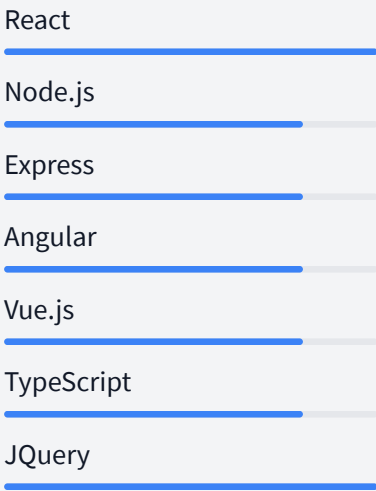 React
Node.js
Express
Angular
Vue.js
TypeScript
JQuery